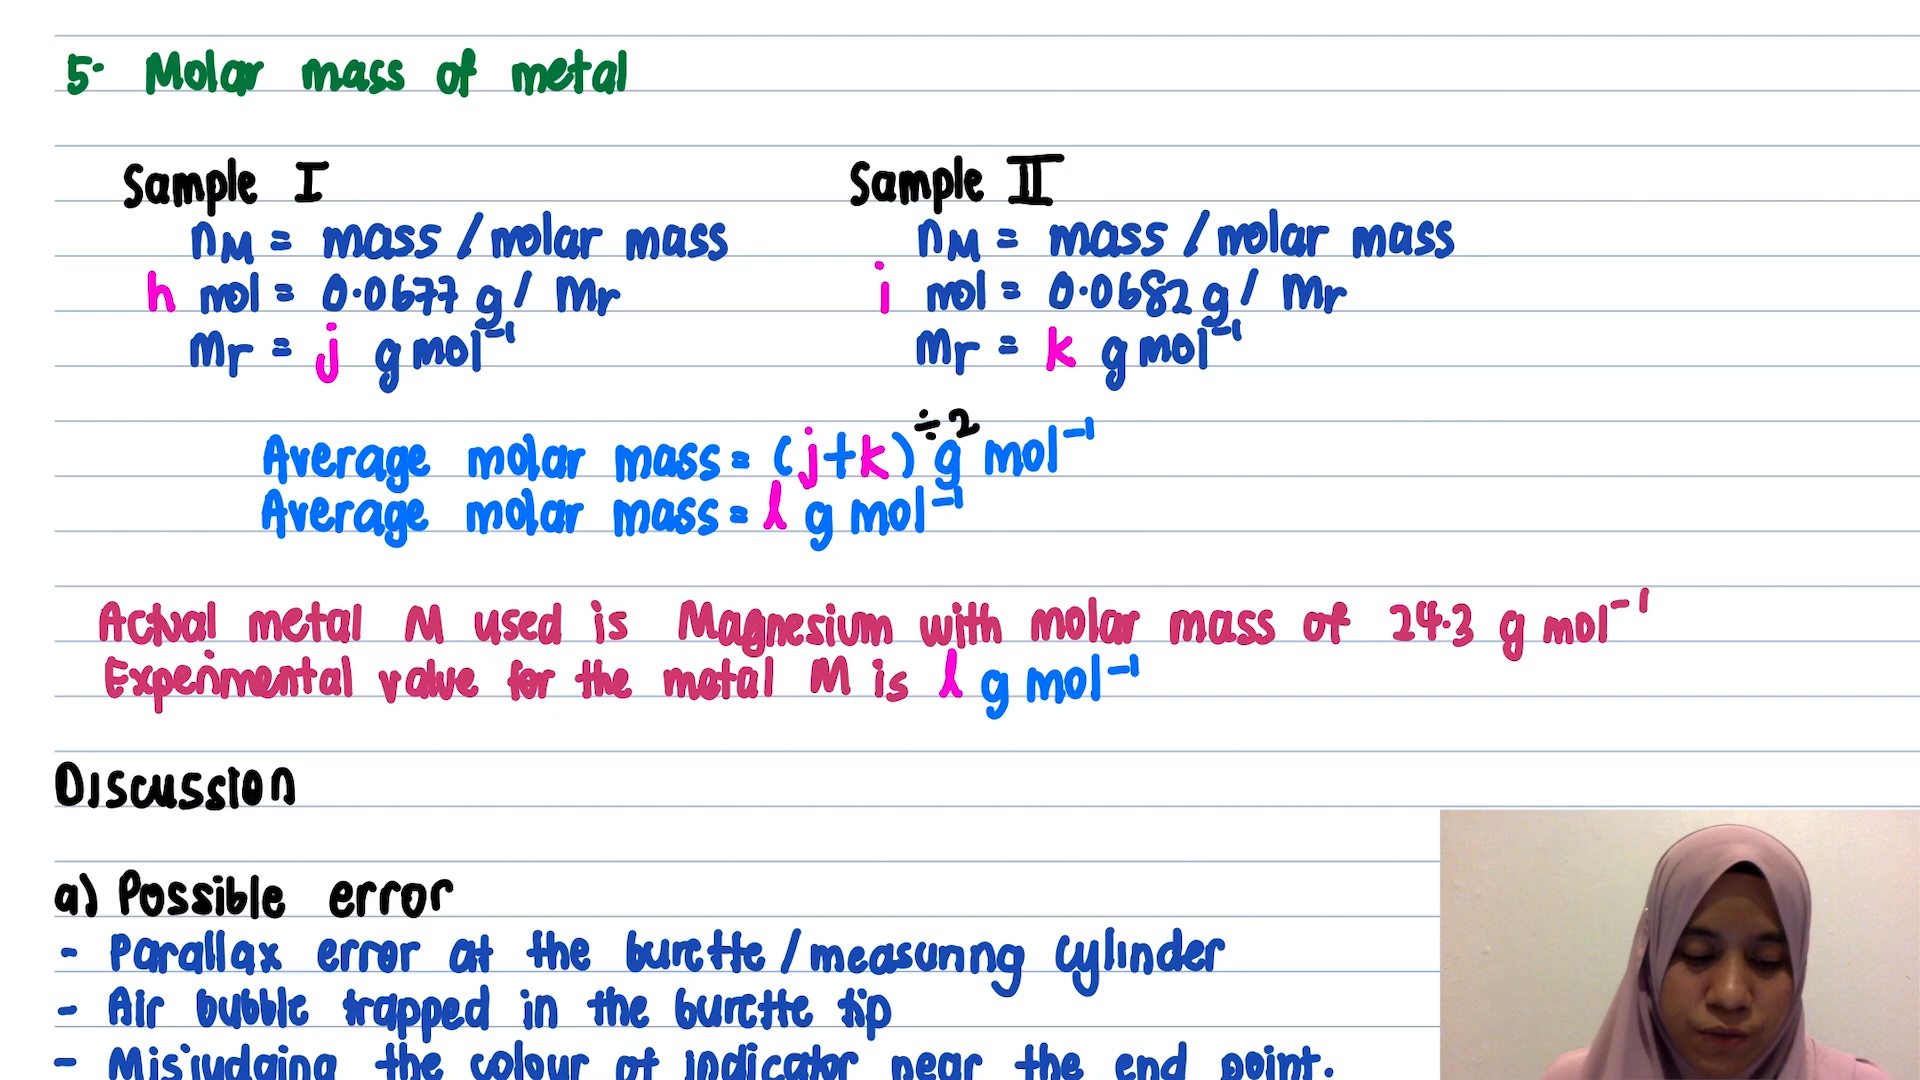 5. Molar mass of metal
Sample I
nM = mass / molar mass
h mol = 0.0677 g / Mr
Mr = j g mol⁻¹
Sample II
nM = mass / molar mass
i mol = 0.0682 g / Mr
Mr = k g mol⁻¹
Average molar mass = (j+k) ÷2 g mol⁻¹
Average molar mass = l g mol⁻¹
Actual metal M used is Magnesium with molar mass of 24.3 g mol⁻¹
Experimental value for the metal M is l g mol⁻¹
Discussion
a) Possible error
- Parallax error at the burette / measuring cylinder
- Air bubble trapped in the burette tip
- Misjudging the colour of indicator near the end point.